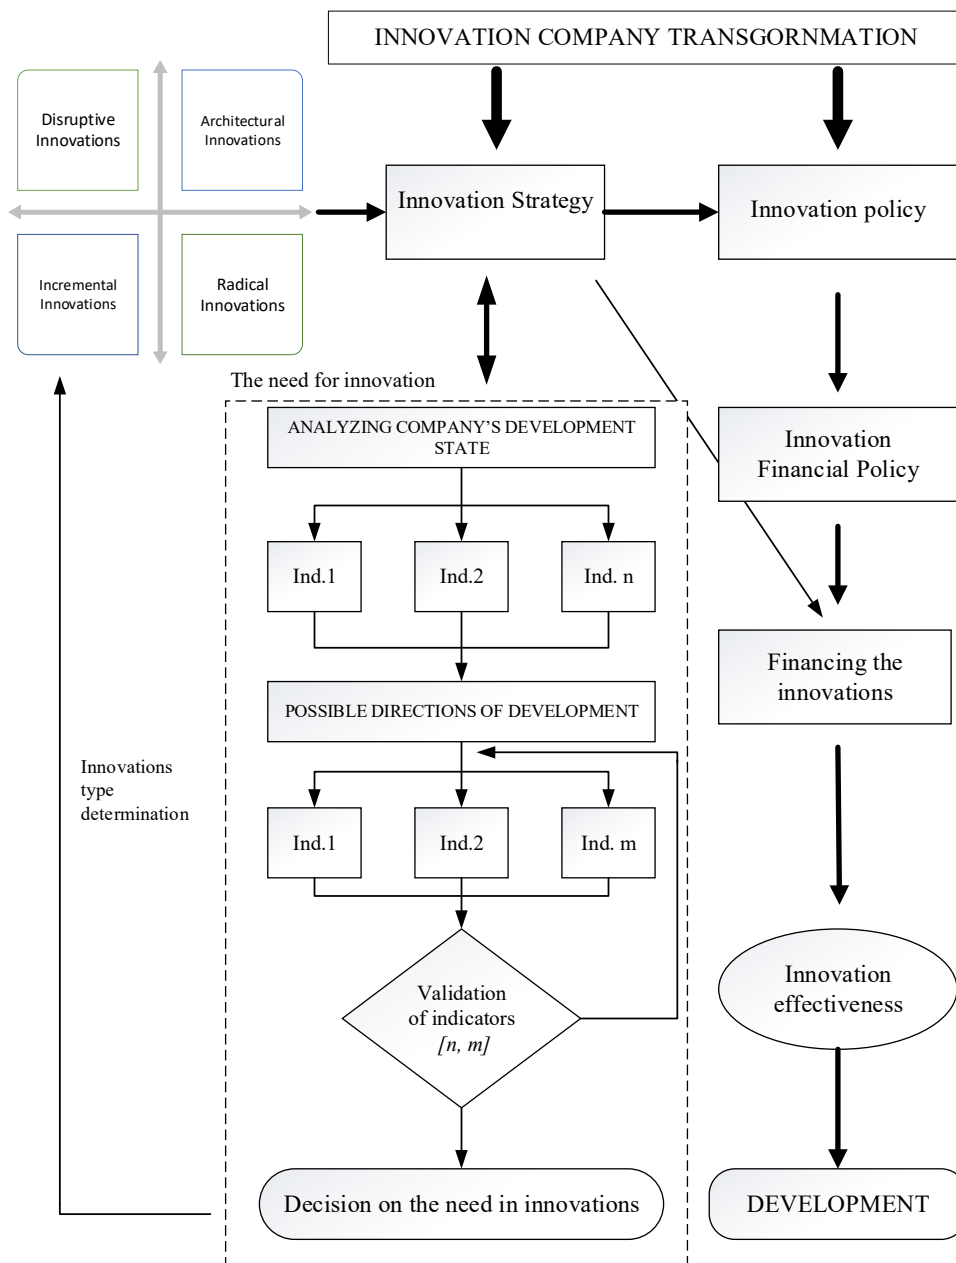 INNOVATION COMPANY TRANSGORNMATION
Disruptive
Innovations
Architectural
Innovations
Incremental
Innovations
Radical
Innovations
Innovation Strategy
Innovation policy
The need for innovation
ANALYZING COMPANY’S DEVELOPMENT
STATE
Ind.1
Ind.2
Ind. n
POSSIBLE DIRECTIONS OF DEVELOPMENT
Ind.1
Ind.2
Ind. m
Validation
of indicators
[n, m]
Decision on the need in innovations
Innovations
type
determination
Innovation
Financial Policy
Financing the
innovations
Innovation
effectiveness
DEVELOPMENT